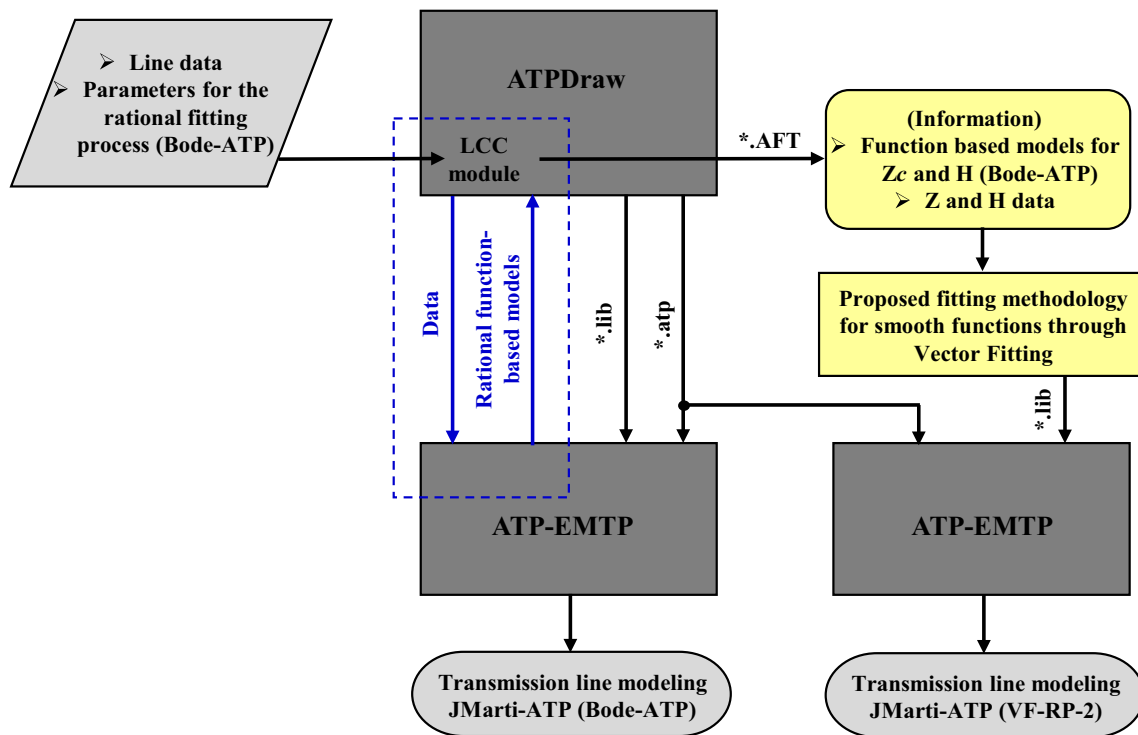 ➢ Line data
➢ Parameters for the
rational fitting
process (Bode-ATP)
ATPDraw
LCC
module
*.AFT
(Information)
➢ Function based models for
Zc and H (Bode-ATP)
➢ Z and H data
Data
Rational function-
based models
*.lib
*.atp
Proposed fitting methodology
for smooth functions through
Vector Fitting
*.lib
ATP-EMTP
ATP-EMTP
Transmission line modeling
JMarti-ATP (Bode-ATP)
Transmission line modeling
JMarti-ATP (VF-RP-2)